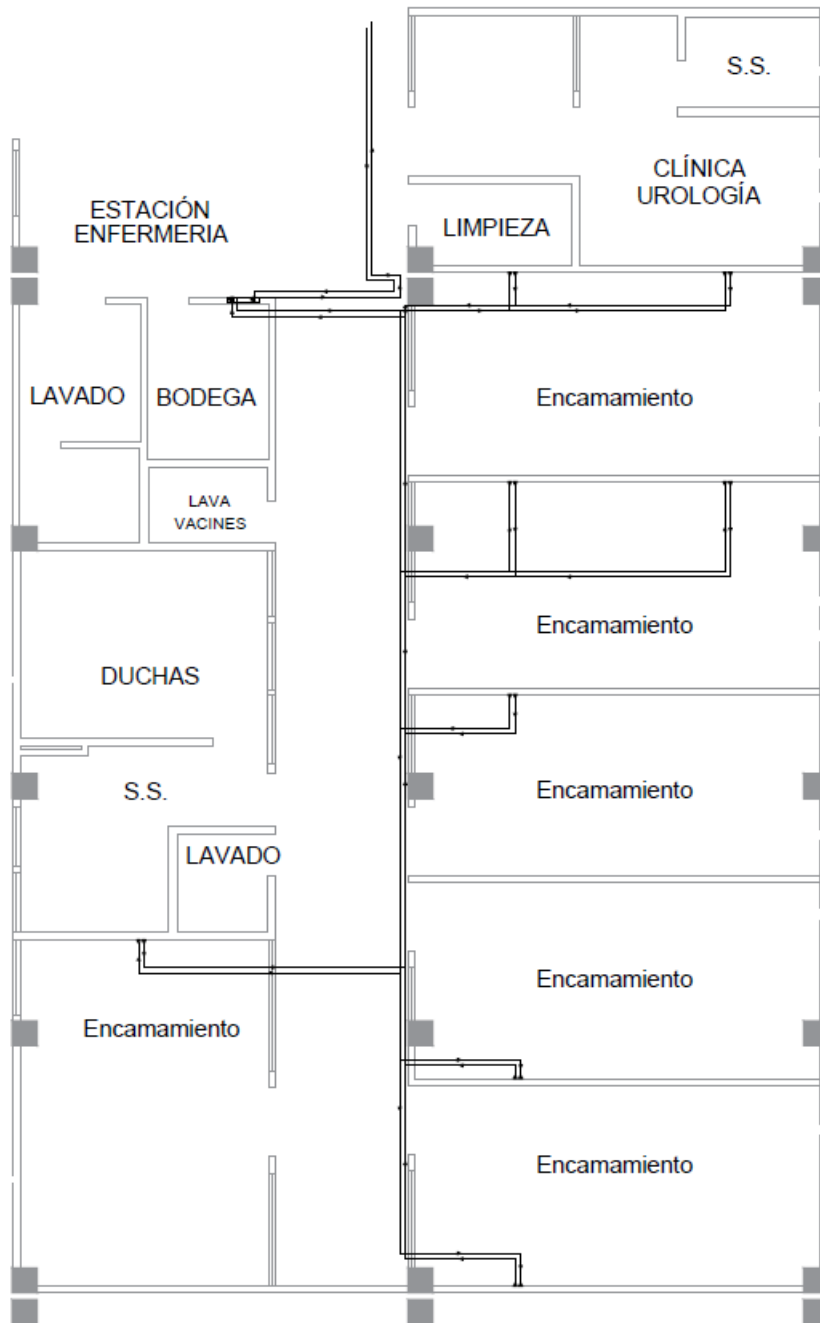 S.S.
CLÍNICA
UROLOGÍA
ESTACIÓN
ENFERMERIA
LIMPIEZA
LAVADO
BODEGA
Encamamiento
LAVA
VACINES
Encamamiento
DUCHAS
S.S.
Encamamiento
LAVADO
Encamamiento
Encamamiento
Encamamiento